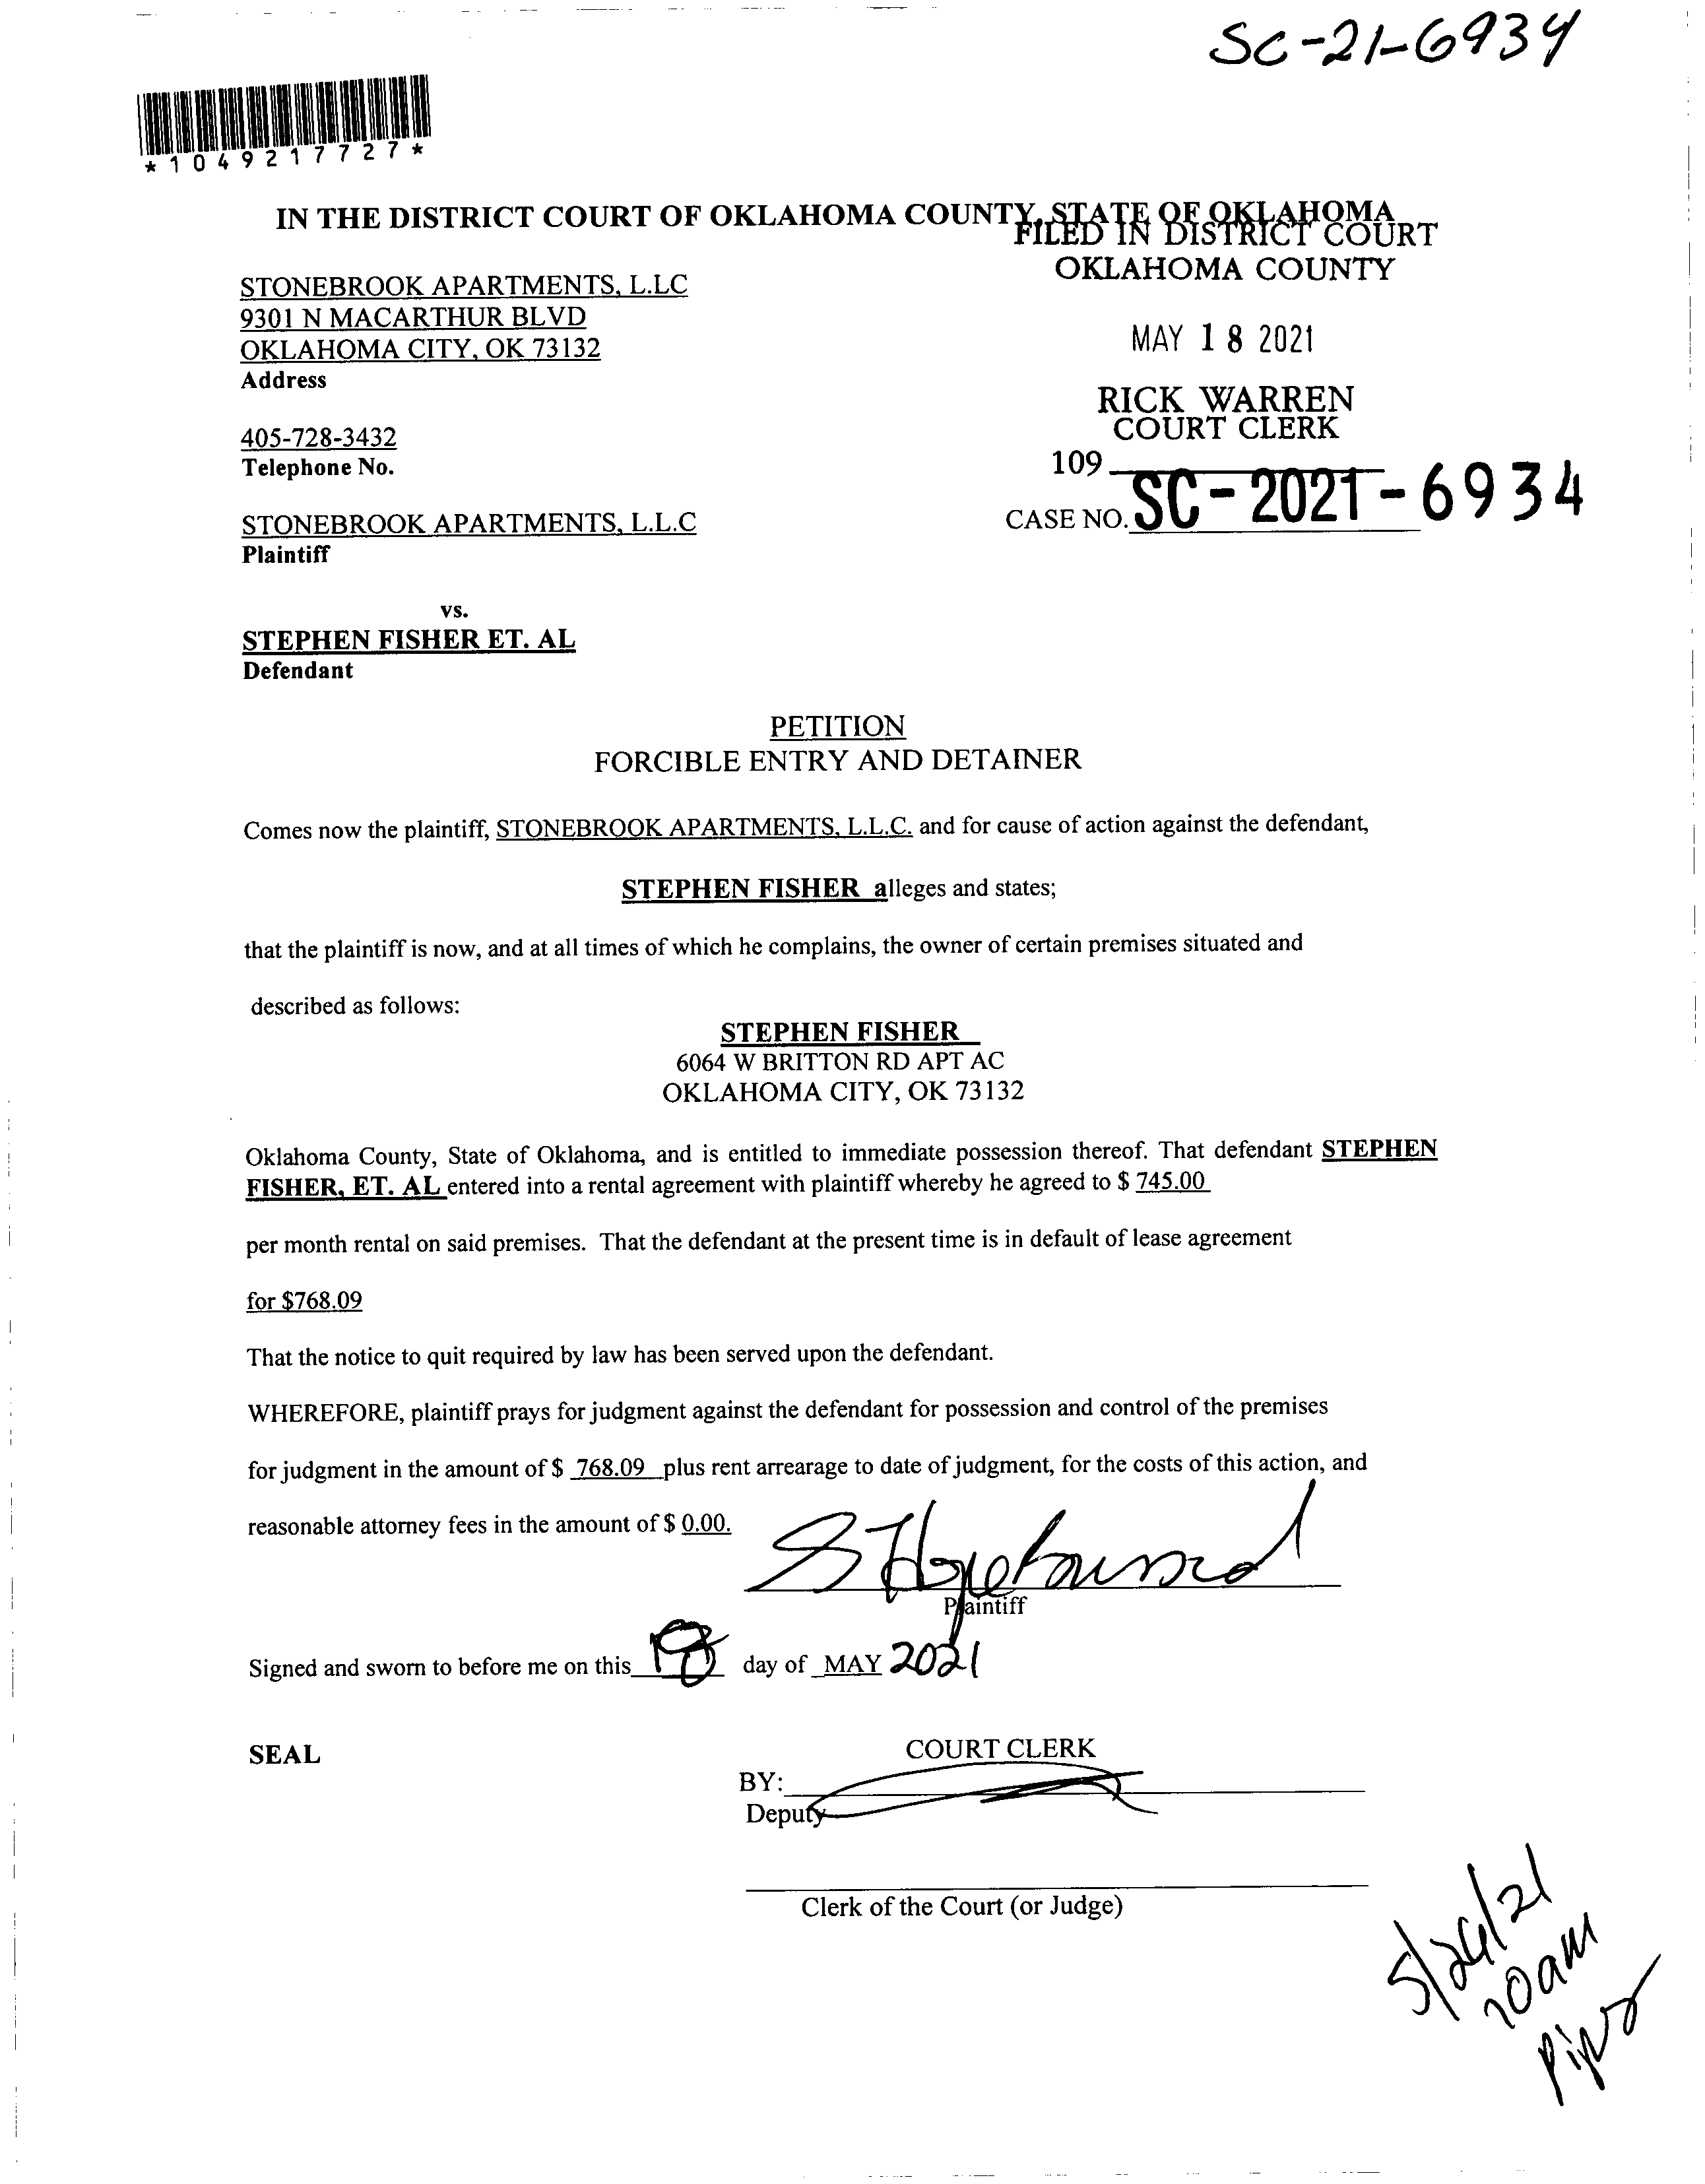 SC-21-6934
*1049217727*
IN THE DISTRICT COURT OF OKLAHOMA COUNTY, STATE OF OKLAHOMA
FILED IN DISTRICT COURT
OKLAHOMA COUNTY
STONEBROOK APARTMENTS, L.LC
9301 N MACARTHUR BLVD
OKLAHOMA CITY, OK 73132
Address
MAY 18 2021
RICK WARREN
COURT CLERK
405-728-3432
Telephone No.
109
CASE NO. SC-2021-6934
STONEBROOK APARTMENTS, L.L.C
Plaintiff
vs.
STEPHEN FISHER ET. AL
Defendant
PETITION
FORCIBLE ENTRY AND DETAINER
Comes now the plaintiff, STONEBROOK APARTMENTS, L.L.C. and for cause of action against the defendant,
STEPHEN FISHER alleges and states;
that the plaintiff is now, and at all times of which he complains, the owner of certain premises situated and
described as follows:
STEPHEN FISHER
6064 W BRITTON RD APT AC
OKLAHOMA CITY, OK 73132
Oklahoma County, State of Oklahoma, and is entitled to immediate possession thereof. That defendant STEPHEN
FISHER, ET. AL entered into a rental agreement with plaintiff whereby he agreed to $ 745.00
per month rental on said premises. That the defendant at the present time is in default of lease agreement
for $768.09
That the notice to quit required by law has been served upon the defendant.
WHEREFORE, plaintiff prays for judgment against the defendant for possession and control of the premises
for judgment in the amount of $ 768.09 plus rent arrearage to date of judgment, for the costs of this action, and
reasonable attorney fees in the amount of $ 0.00.
Plaintiff
Signed and sworn to before me on this 18 day of MAY 2021
SEAL
COURT CLERK
BY:
Deputy
Clerk of the Court (or Judge)
10am